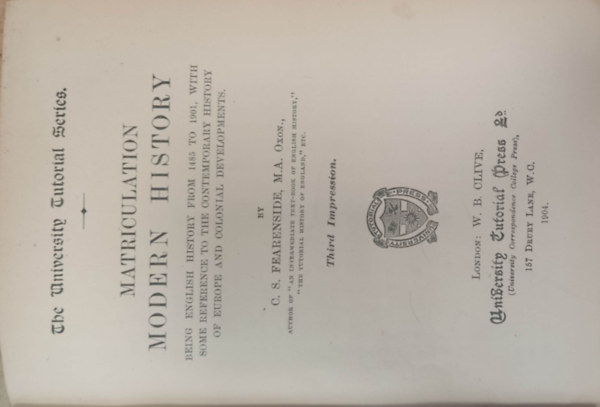 The University Tutorial Series.
MATRICULATION
MODERN HISTORY
BEING ENGLISH HISTORY FROM 1485 TO 1901, WITH
SOME REFERENCE TO THE CONTEMPORARY HISTORY
OF EUROPE AND COLONIAL DEVELOPMENTS.
BY
C. S. FEARENSIDE, M.A. OXON.,
AUTHOR OF "AN INTERMEDIATE TEXT-BOOK OF ENGLISH HISTORY,"
"THE TUTORIAL HISTORY OF ENGLAND," ETC.
Third Impression.
LONDON: W. B. CLIVE,
University Tutorial Press Ld.
(University Correspondence College Press),
157 DRURY LANE, W.C.
1904.